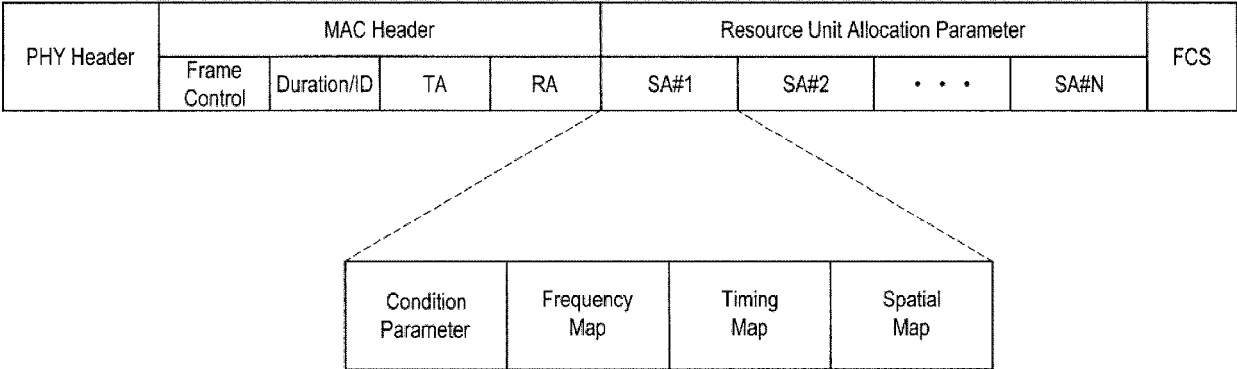 PHY Header
MAC Header
Resource Unit Allocation Parameter
FCS
Frame
Control
Duration/ID
TA
RA
SA#1
SA#2
• • •
SA#N
Condition
Parameter
Frequency
Map
Timing
Map
Spatial
Map